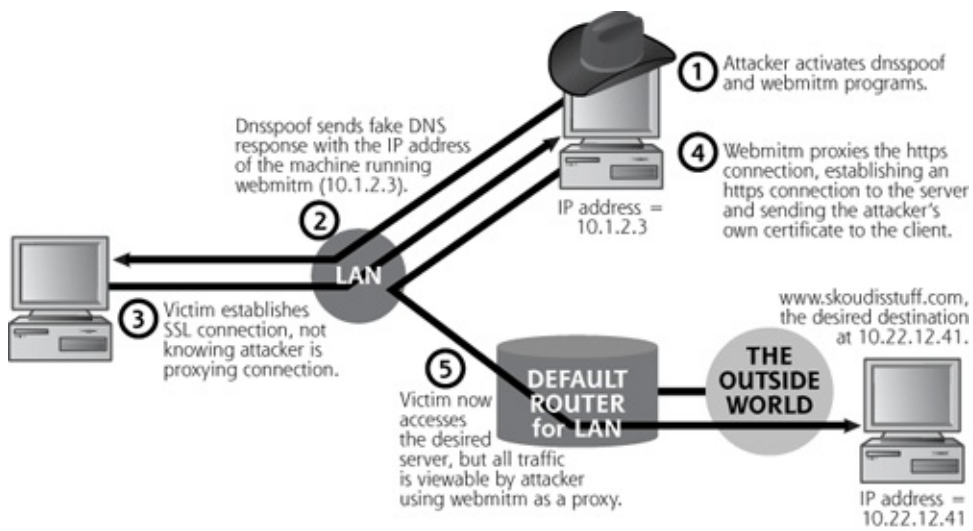 1
Attacker activates dnsspoof
and webmitm programs.
Dnsspoof sends fake DNS
response with the IP address
of the machine running
webmitm (10.1.2.3).
2
4
Webmitm proxies the https
connection, establishing an
https connection to the server
and sending the attacker's
own certificate to the client.
IP address =
10.1.2.3
LAN
3
Victim establishes
SSL connection, not
knowing attacker is
proxying connection.
5
Victim now
accesses
the desired
server, but all traffic
is viewable by attacker
using webmitm as a proxy.
DEFAULT
ROUTER
for LAN
THE
OUTSIDE
WORLD
www.skoudisstuff.com,
the desired destination
at 10.22.12.41.
IP address =
10.22.12.41